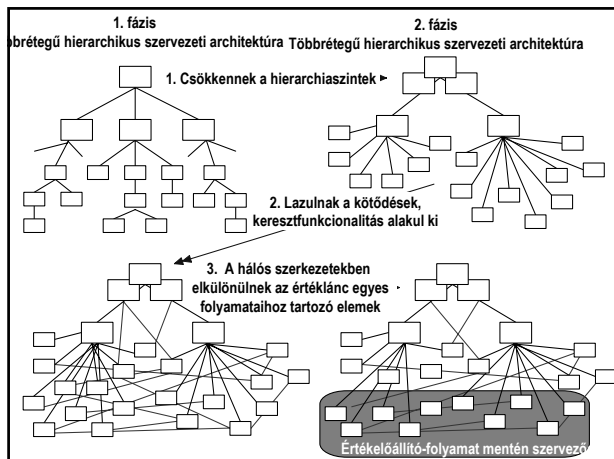 1. fázis
öbbrétegű hierarchikus szervezeti architektúra
2. fázis
Többrétegű hierarchikus szervezeti architektúra
1. Csökkennek a hierarchiaszintek
2. Lazulnak a kötődések,
keresztfunkcionalitás alakul ki
3. A hálós szerkezetekben
elkülönülnek az értéklánc egyes
folyamataihoz tartozó elemek
Értékelőállító-folyamat mentén szervező